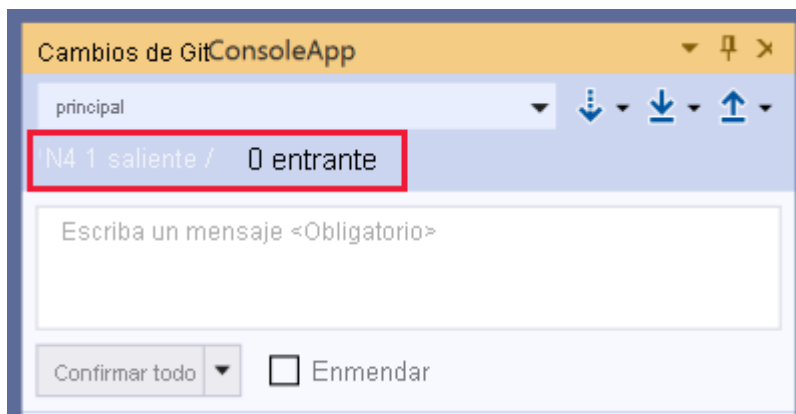 Cambios de GitConsoleApp
principal
!N4 1 saliente / 0 entrante
Escriba un mensaje <Obligatorio>
Confirmar todo
Enmendar